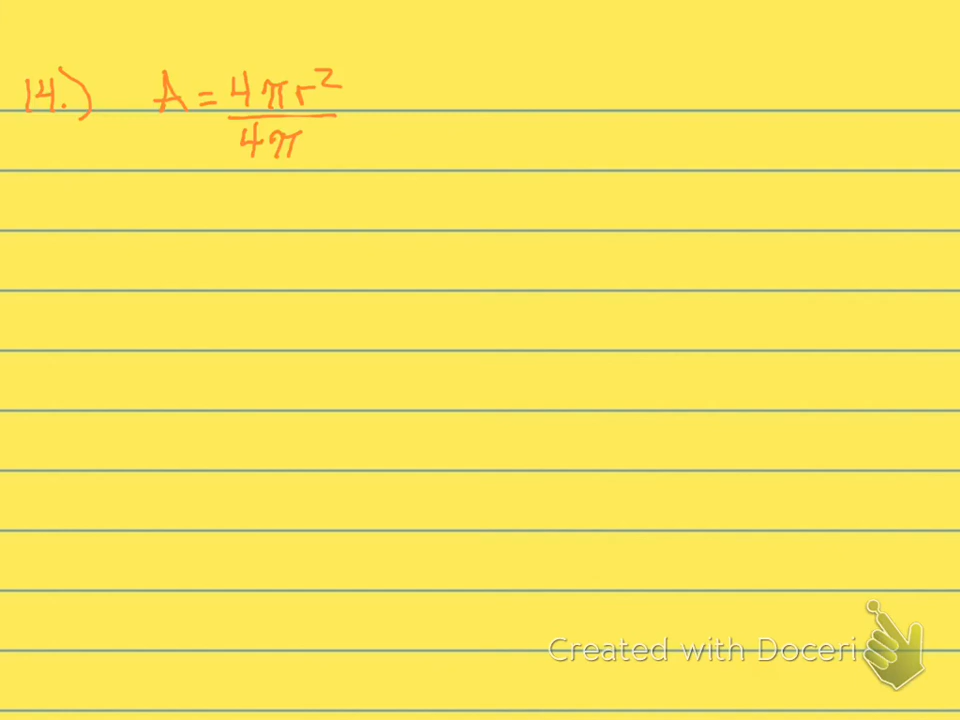 14.) A = 4πr²
4π
Created with Doceri